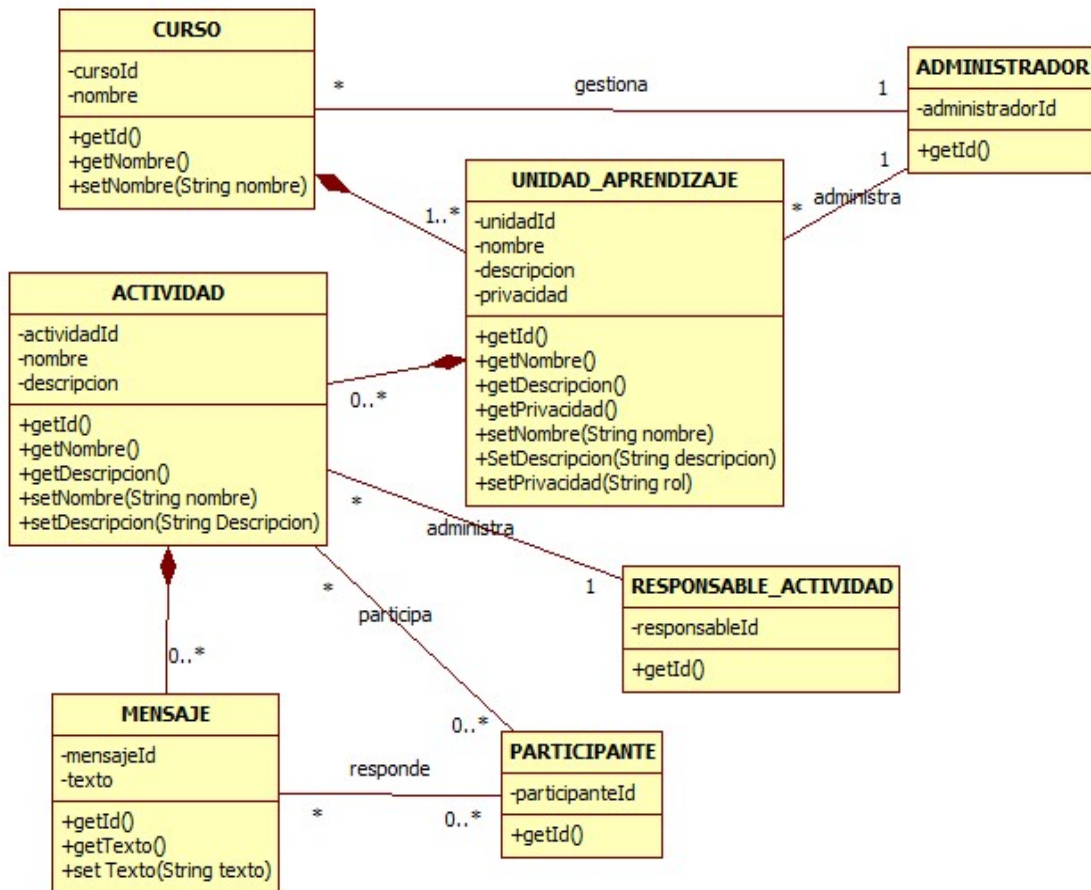 CURSO
-cursoId
-nombre
+getId()
+getNombre()
+setNombre(String nombre)
*
gestiona
1
ADMINISTRADOR
-administradorId
+getId()
1
administra
*
1..*
UNIDAD_APRENDIZAJE
-unidadId
-nombre
-descripcion
-privacidad
+getId()
+getNombre()
+getDescripcion()
+getPrivacidad()
+setNombre(String nombre)
+SetDescripcion(String descripcion)
+setPrivacidad(String rol)
ACTIVIDAD
-actividadId
-nombre
-descripcion
+getId()
+getNombre()
+getDescripcion()
+setNombre(String nombre)
+setDescripcion(String Descripcion)
0..*
*
administra
1
RESPONSABLE_ACTIVIDAD
-responsableId
+getId()
*
participa
0..*
0..*
MENSAJE
-mensajeId
-texto
+getId()
+getTexto()
+set Texto(String texto)
responde
*
0..*
PARTICIPANTE
-participanteId
+getId()